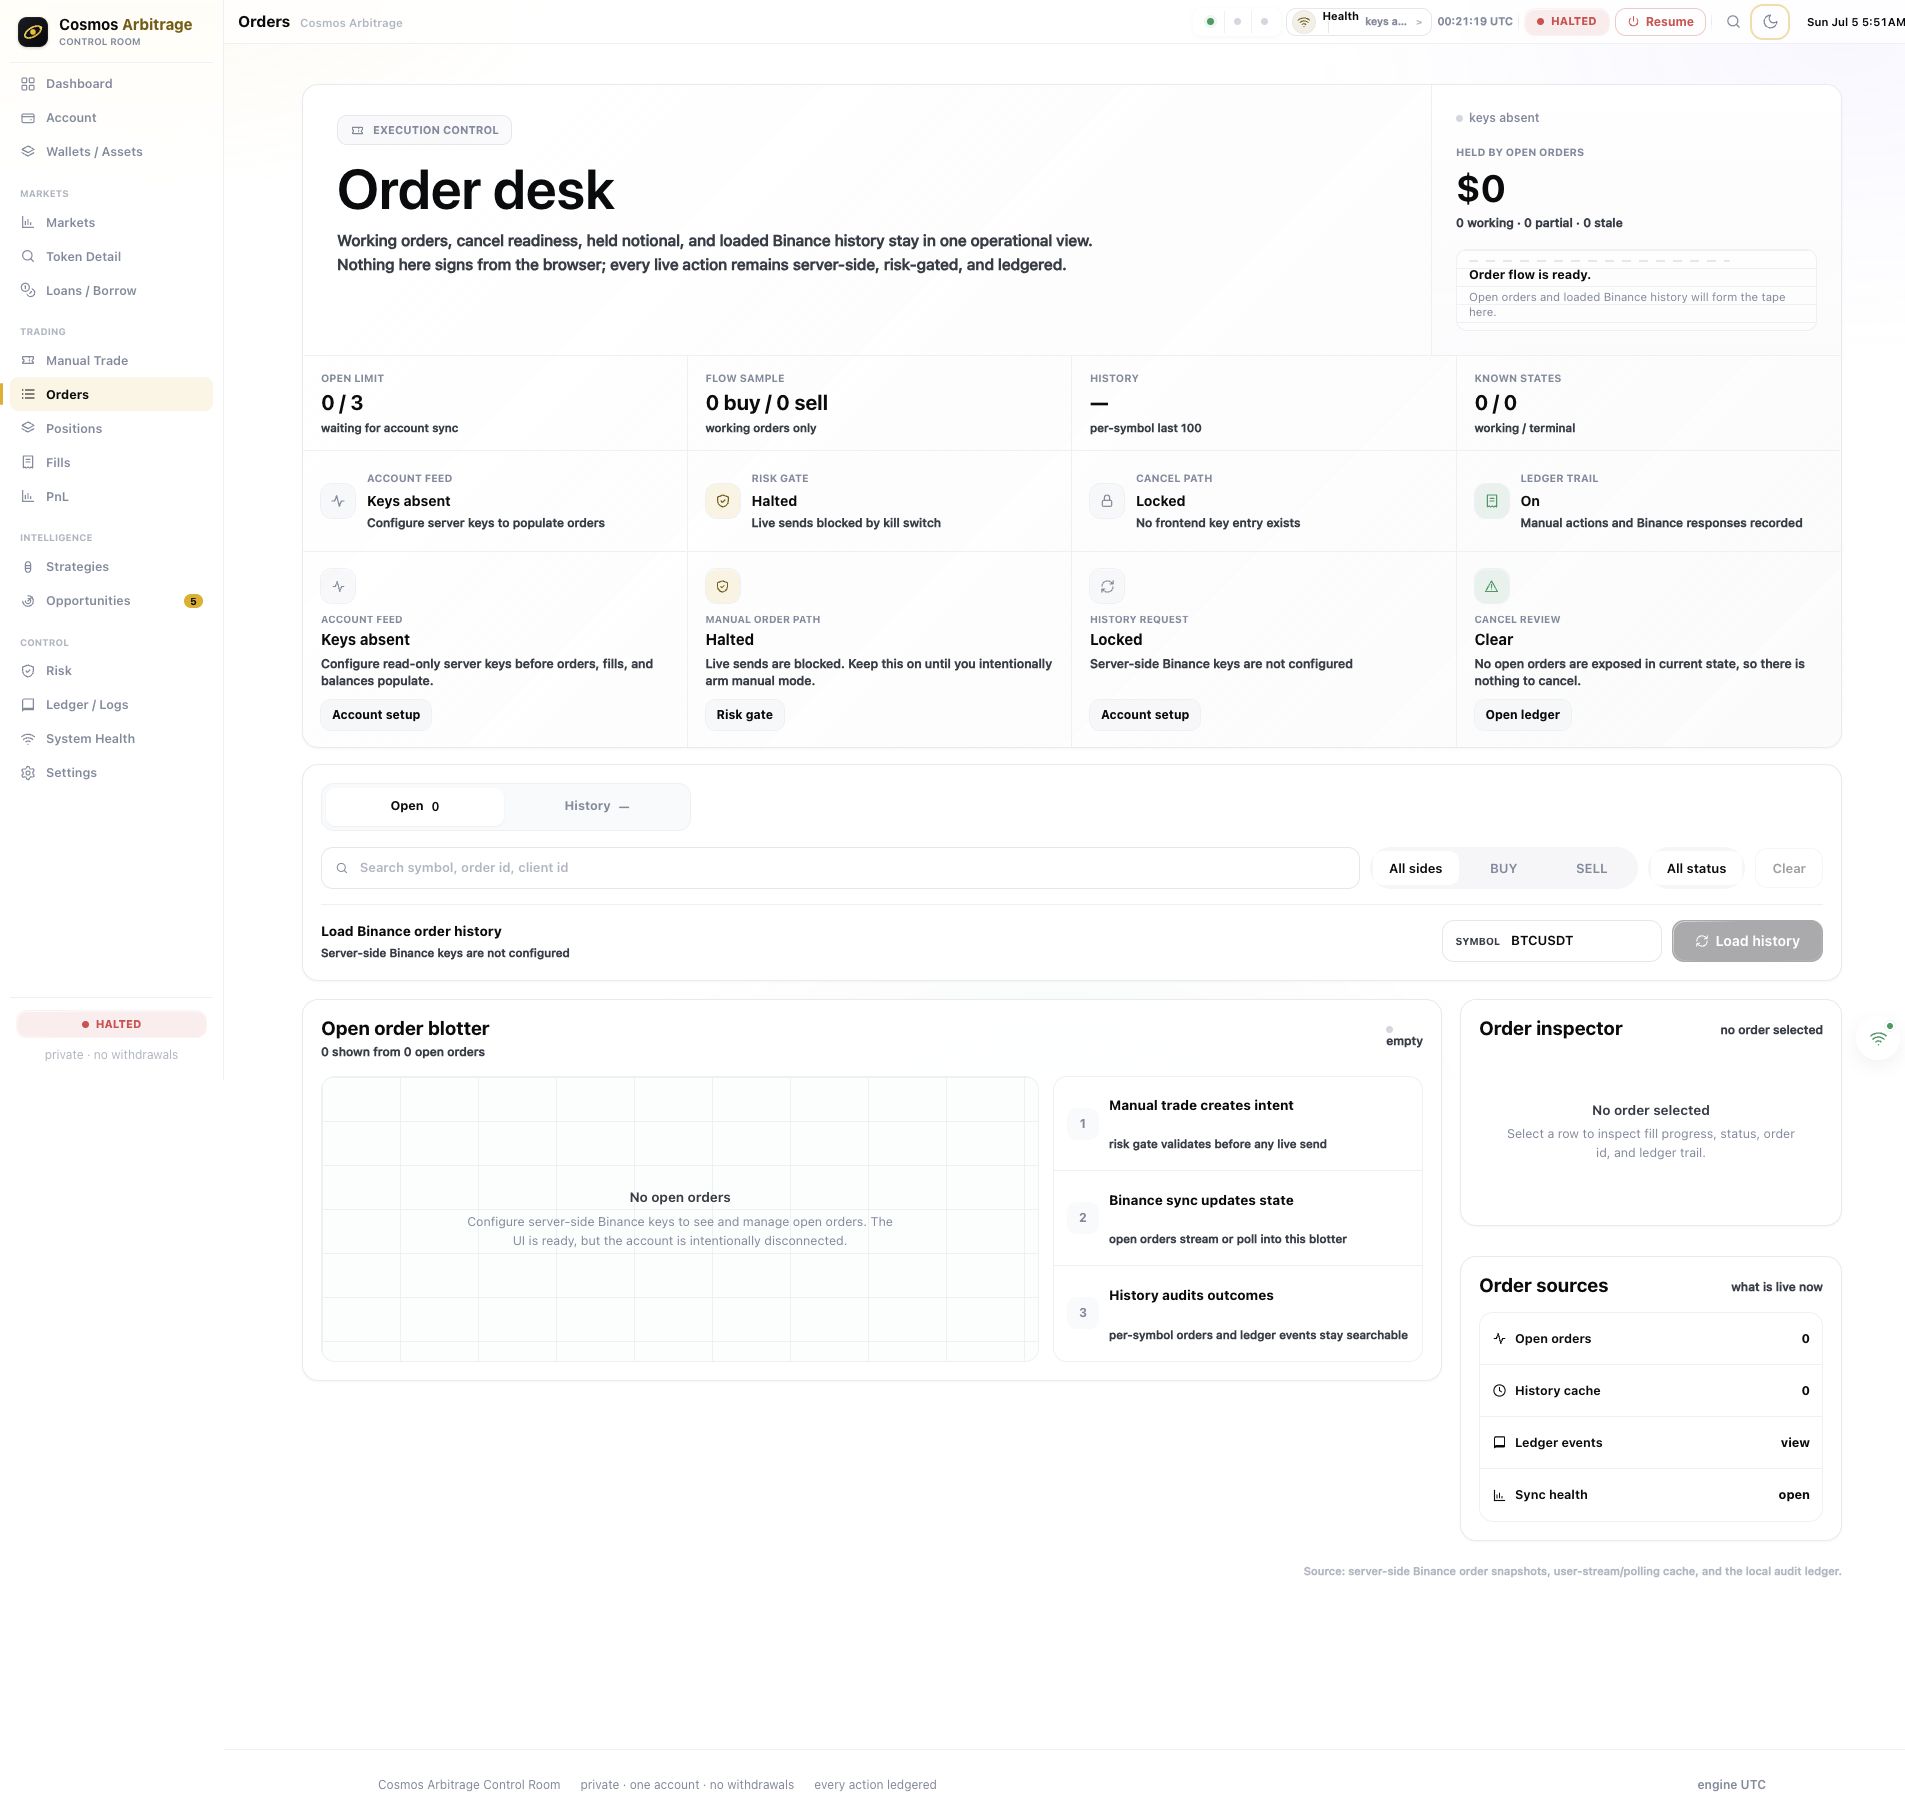 Cosmos Arbitrage
CONTROL ROOM
Dashboard
Account
Wallets / Assets
MARKETS
Markets
Token Detail
Loans / Borrow
TRADING
Manual Trade
Orders
Positions
Fills
PnL
INTELLIGENCE
Strategies
Opportunities 5
CONTROL
Risk
Ledger / Logs
System Health
Settings
HALTED
private · no withdrawals
Orders Cosmos Arbitrage
Health keys a... >
00:21:19 UTC
HALTED
Resume
Sun Jul 5 5:51AM
EXECUTION CONTROL
Order desk
Working orders, cancel readiness, held notional, and loaded Binance history stay in one operational view.
Nothing here signs from the browser; every live action remains server-side, risk-gated, and ledgered.
keys absent
HELD BY OPEN ORDERS
$0
0 working · 0 partial · 0 stale
Order flow is ready.
Open orders and loaded Binance history will form the tape
here.
OPEN LIMIT
0 / 3
waiting for account sync
FLOW SAMPLE
0 buy / 0 sell
working orders only
HISTORY
—
per-symbol last 100
KNOWN STATES
0 / 0
working / terminal
ACCOUNT FEED
Keys absent
Configure server keys to populate orders
RISK GATE
Halted
Live sends blocked by kill switch
CANCEL PATH
Locked
No frontend key entry exists
LEDGER TRAIL
On
Manual actions and Binance responses recorded
ACCOUNT FEED
Keys absent
Configure read-only server keys before orders, fills, and
balances populate.
Account setup
MANUAL ORDER PATH
Halted
Live sends are blocked. Keep this on until you intentionally
arm manual mode.
Risk gate
HISTORY REQUEST
Locked
Server-side Binance keys are not configured
Account setup
CANCEL REVIEW
Clear
No open orders are exposed in current state, so there is
nothing to cancel.
Open ledger
Open 0
History —
Search symbol, order id, client id
All sides
BUY
SELL
All status
Clear
Load Binance order history
Server-side Binance keys are not configured
SYMBOL BTCUSDT
Load history
Open order blotter
0 shown from 0 open orders
empty
No open orders
Configure server-side Binance keys to see and manage open orders. The
UI is ready, but the account is intentionally disconnected.
1
Manual trade creates intent
risk gate validates before any live send
2
Binance sync updates state
open orders stream or poll into this blotter
3
History audits outcomes
per-symbol orders and ledger events stay searchable
Order inspector
no order selected
No order selected
Select a row to inspect fill progress, status, order
id, and ledger trail.
Order sources
what is live now
Open orders 0
History cache 0
Ledger events view
Sync health open
Source: server-side Binance order snapshots, user-stream/polling cache, and the local audit ledger.
Cosmos Arbitrage Control Room private · one account · no withdrawals every action ledgered
engine UTC